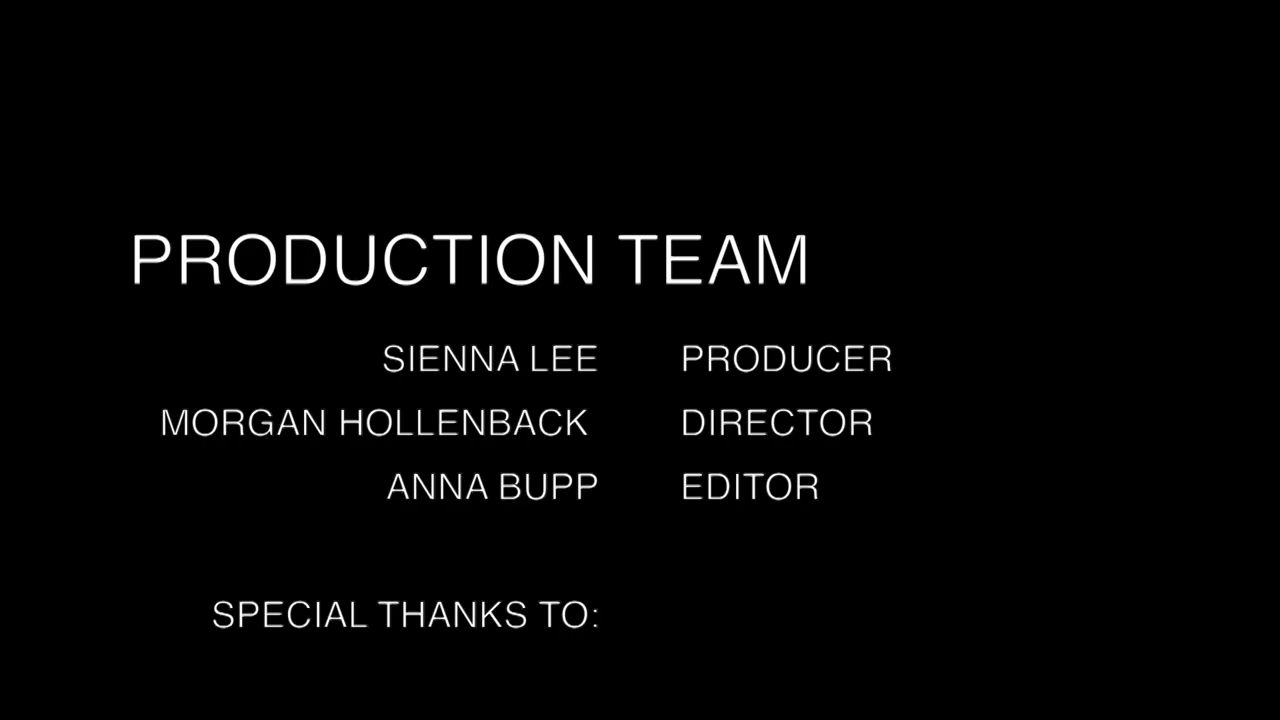 PRODUCTION TEAM
SIENNA LEE PRODUCER
MORGAN HOLLENBACK DIRECTOR
ANNA BUPP EDITOR
SPECIAL THANKS TO: